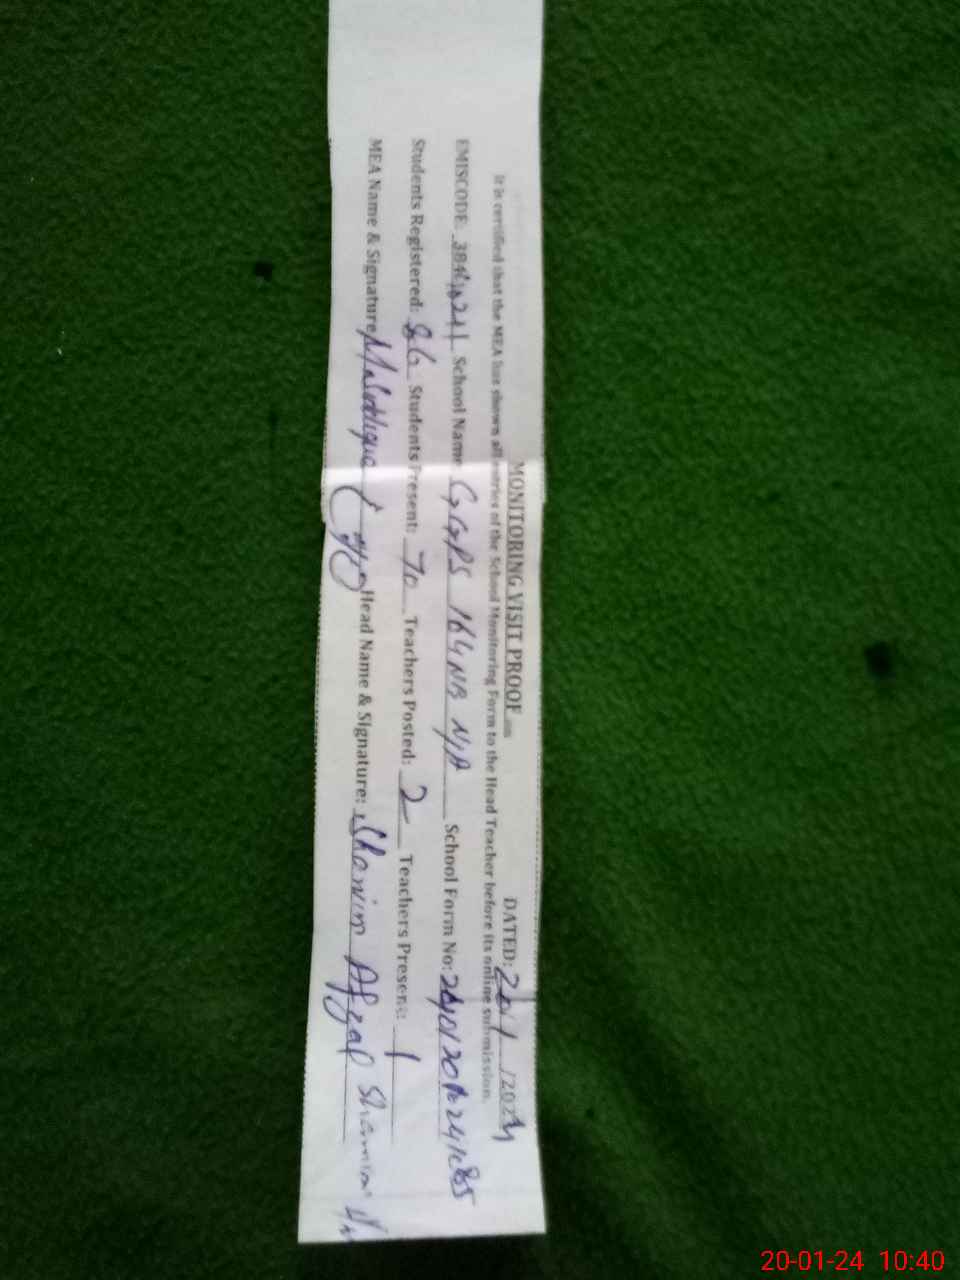 MONITORING VISIT PROOF DATED: 20/1/2024
It is certified that the MEA has shown all entries of the School Monitoring Form to the Head Teacher before its online submission.
EMISCODE: School Name GGPS 164 NB School Form No:
Students Registered: 86 Students Present: 70 Teachers Posted: 2 Teachers Present: 1
MEA Name & Signature Head Name & Signature: Shamim Afzal
20-01-24 10:40